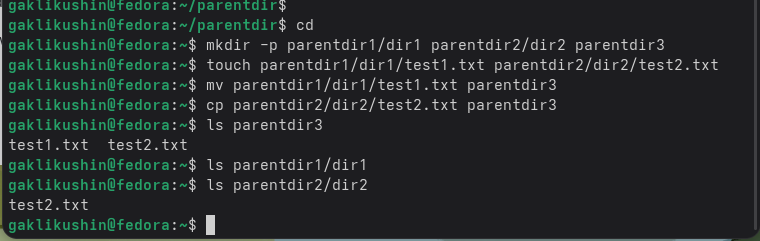 gaklikushin@fedora:~/parentdir$
gaklikushin@fedora:~/parentdir$ cd
gaklikushin@fedora:~$ mkdir -p parentdir1/dir1 parentdir2/dir2 parentdir3
gaklikushin@fedora:~$ touch parentdir1/dir1/test1.txt parentdir2/dir2/test2.txt
gaklikushin@fedora:~$ mv parentdir1/dir1/test1.txt parentdir3
gaklikushin@fedora:~$ cp parentdir2/dir2/test2.txt parentdir3
gaklikushin@fedora:~$ ls parentdir3
test1.txt  test2.txt
gaklikushin@fedora:~$ ls parentdir1/dir1
gaklikushin@fedora:~$ ls parentdir2/dir2
test2.txt
gaklikushin@fedora:~$